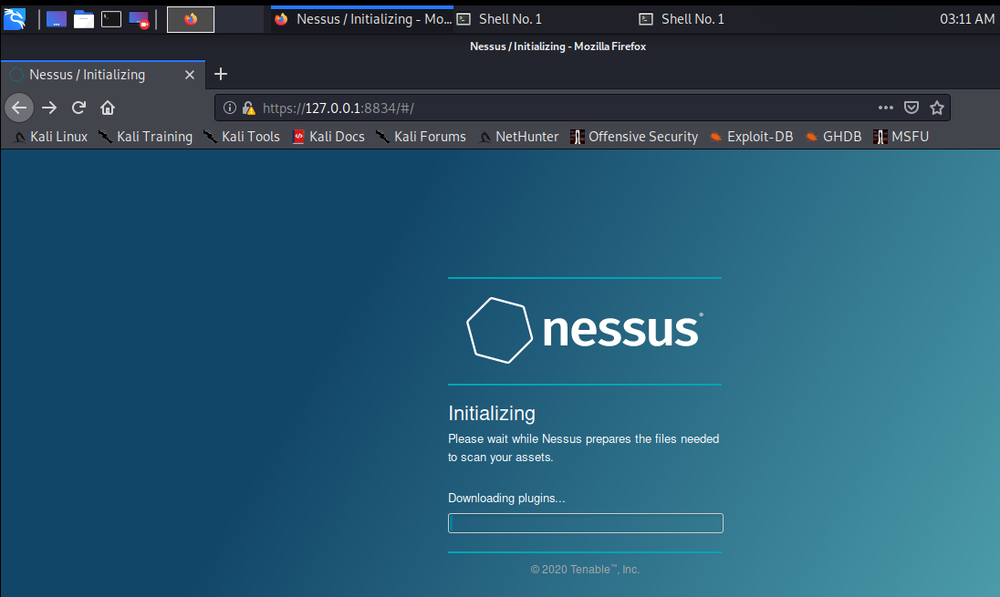 Nessus / Initializing - Mo... Shell No. 1 Shell No. 1 03:11 AM
Nessus / Initializing - Mozilla Firefox
Nessus / Initializing
https://127.0.0.1:8834/#/
Kali Linux Kali Training Kali Tools Kali Docs Kali Forums NetHunter Offensive Security Exploit-DB GHDB MSFU
nessus®
Initializing
Please wait while Nessus prepares the files needed
to scan your assets.
Downloading plugins...
© 2020 Tenable™, Inc.